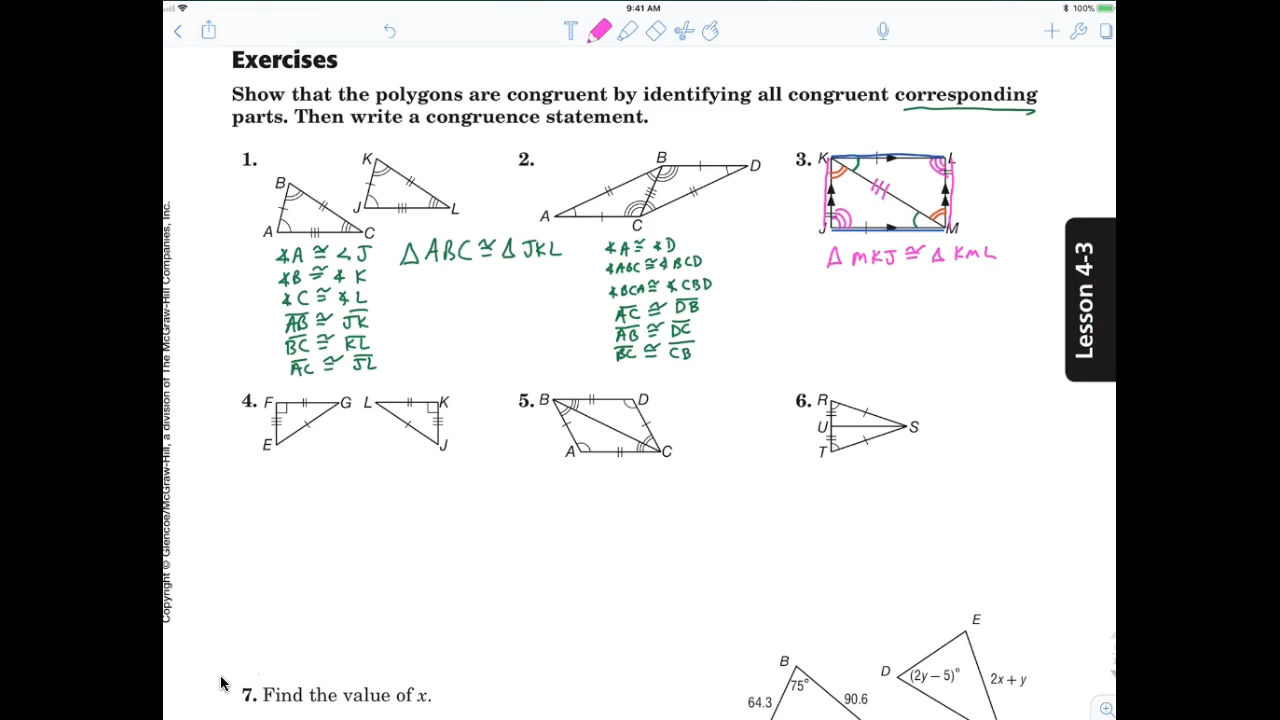 9:41 AM
100%
T
Exercises
Show that the polygons are congruent by identifying all congruent corresponding
parts. Then write a congruence statement.
1.
B
A
C
K
J
L
∡A ≅ ∡J
∡B ≅ ∡K
∡C ≅ ∡L
AB ≅ JK
BC ≅ KL
AC ≅ JL
△ABC ≅ △JKL
2.
B
D
A
C
∡A ≅ ∡D
∡ABC ≅ ∡BCD
∡BCA ≅ ∡CBD
AC ≅ DB
AB ≅ DC
BC ≅ CB
3.
K
L
J
M
△MKJ ≅ △KML
4.
F
G
E
L
K
J
5.
B
D
A
C
6.
R
U
S
T
7. Find the value of x.
B
75°
64.3
90.6
E
D
(2y – 5)°
2x + y
Lesson 4-3
Copyright © Glencoe/McGraw-Hill, a division of The McGraw-Hill Companies, Inc.